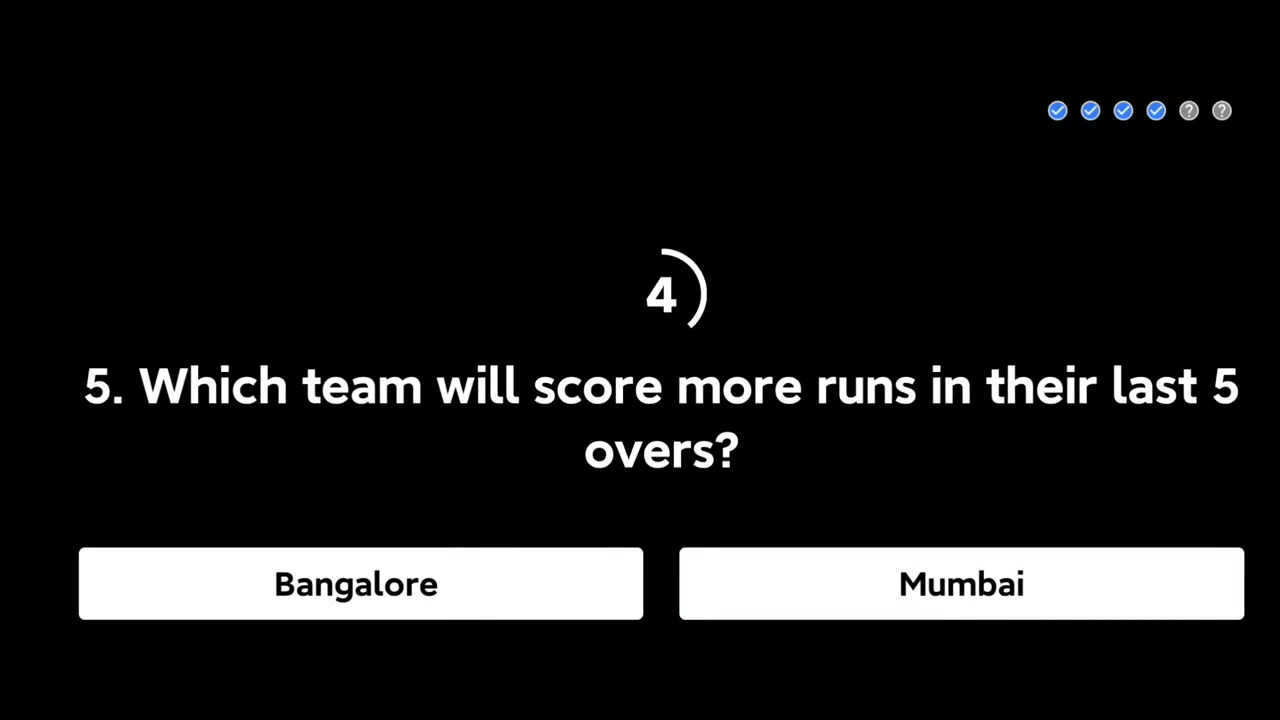 ? ?
4
5. Which team will score more runs in their last 5
overs?
Bangalore
Mumbai